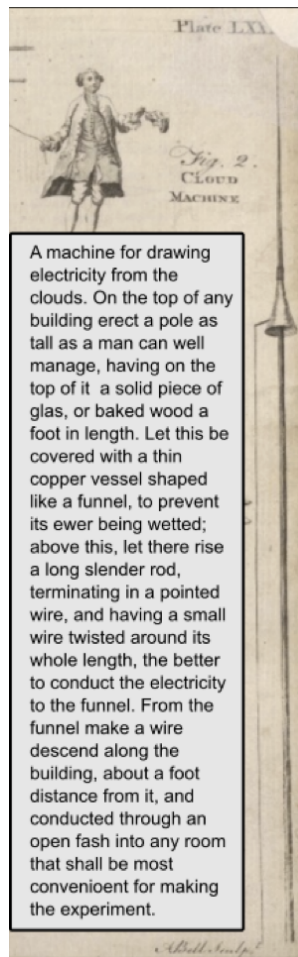 Plate LXX
Fig. 2.
CLOUD
MACHINE
A machine for drawing
electricity from the
clouds. On the top of any
building erect a pole as
tall as a man can well
manage, having on the
top of it a solid piece of
glas, or baked wood a
foot in length. Let this be
covered with a thin
copper vessel shaped
like a funnel, to prevent
its ewer being wetted;
above this, let there rise
a long slender rod,
terminating in a pointed
wire, and having a small
wire twisted around its
whole length, the better
to conduct the electricity
to the funnel. From the
funnel make a wire
descend along the
building, about a foot
distance from it, and
conducted through an
open fash into any room
that shall be most
convenioent for making
the experiment.
ABell Sculpt.